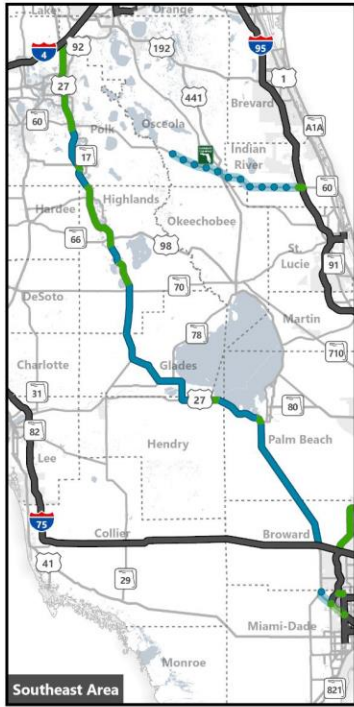 Lake
Orange
4
92
192
95
27
441
1
Brevard
A1A
60
Polk
Osceola
17
Indian
River
60
Hardee
Highlands
Okeechobee
66
98
St.
Lucie
91
DeSoto
70
Martin
78
710
Charlotte
Glades
31
27
80
82
Hendry
Palm Beach
Lee
75
Collier
Broward
41
29
Miami-Dade
Monroe
821
Southeast Area